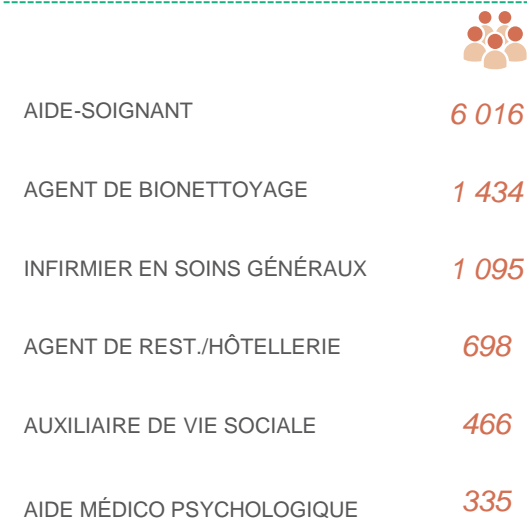 AIDE-SOIGNANT 6 016
AGENT DE BIONETTOYAGE 1 434
INFIRMIER EN SOINS GÉNÉRAUX 1 095
AGENT DE REST./HÔTELLERIE 698
AUXILIAIRE DE VIE SOCIALE 466
AIDE MÉDICO PSYCHOLOGIQUE 335